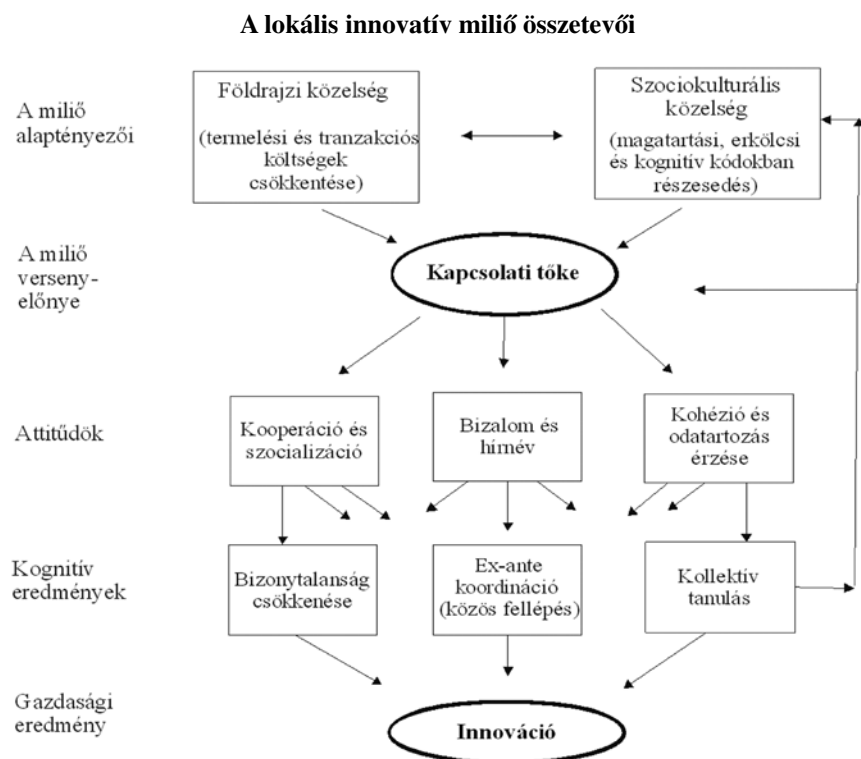 A lokális innovatív miliő összetevői
A miliő
alaptényezői
Földrajzi közelség
(termelési és tranzakciós
költségek
csökkentése)
Szociokulturális
közelség
(magatartási, erkölcsi
és kognitív kódokban
részesedés)
A miliő
verseny-
előnye
Kapcsolati tőke
Attitűdök
Kooperáció és
szocializáció
Bizalom és
hírnév
Kohézió és
odatartozás
érzése
Kognitív
eredmények
Bizonytalanság
csökkenése
Ex-ante
koordináció
(közös fellépés)
Kollektív
tanulás
Gazdasági
eredmény
Innováció